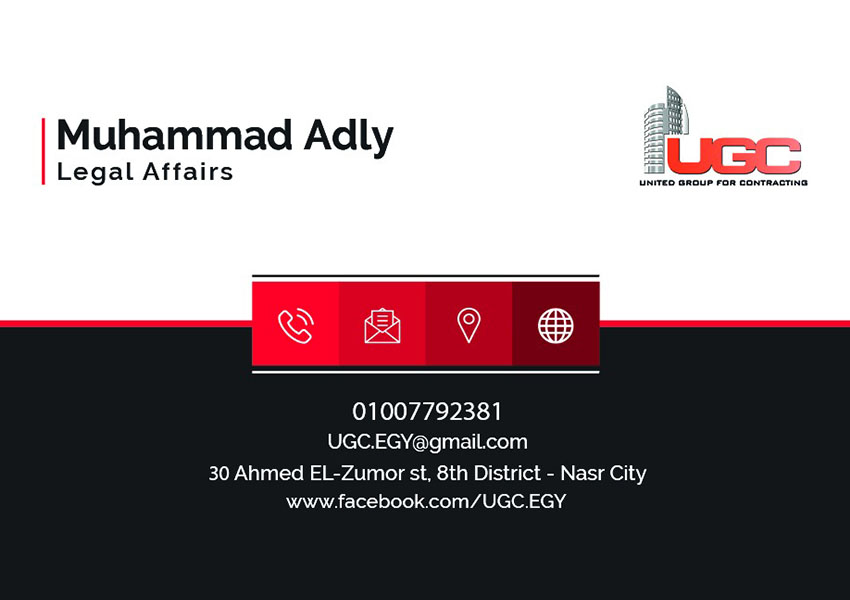 Muhammad Adly
Legal Affairs
UGC
UNITED GROUP FOR CONTRACTING
01007792381
UGC.EGY@gmail.com
30 Ahmed EL-Zumor st, 8th District - Nasr City
www.facebook.com/UGC.EGY